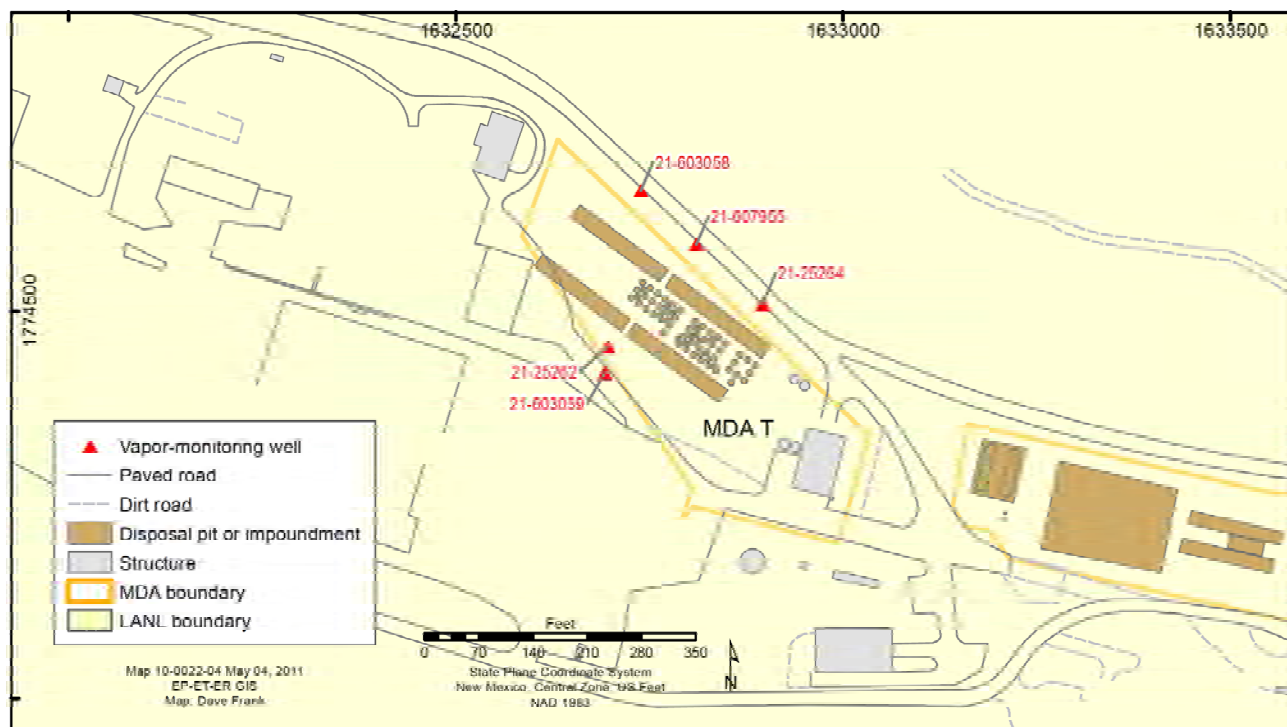 1632500
1633000
1633500
1774500
21-603058
21-607955
21-25264
21-25262
21-603059
MDA T
Vapor-monitoring well
Paved road
Dirt road
Disposal pit or impoundment
Structure
MDA boundary
LANL boundary
Feet
0 70 140 210 280 350
State Plane Coordinate System
New Mexico, Central Zone, US Feet
NAD 1983
N
Map 10-0022-04 May 04, 2011
EP-ET-ER GIS
Map: Dave Frank